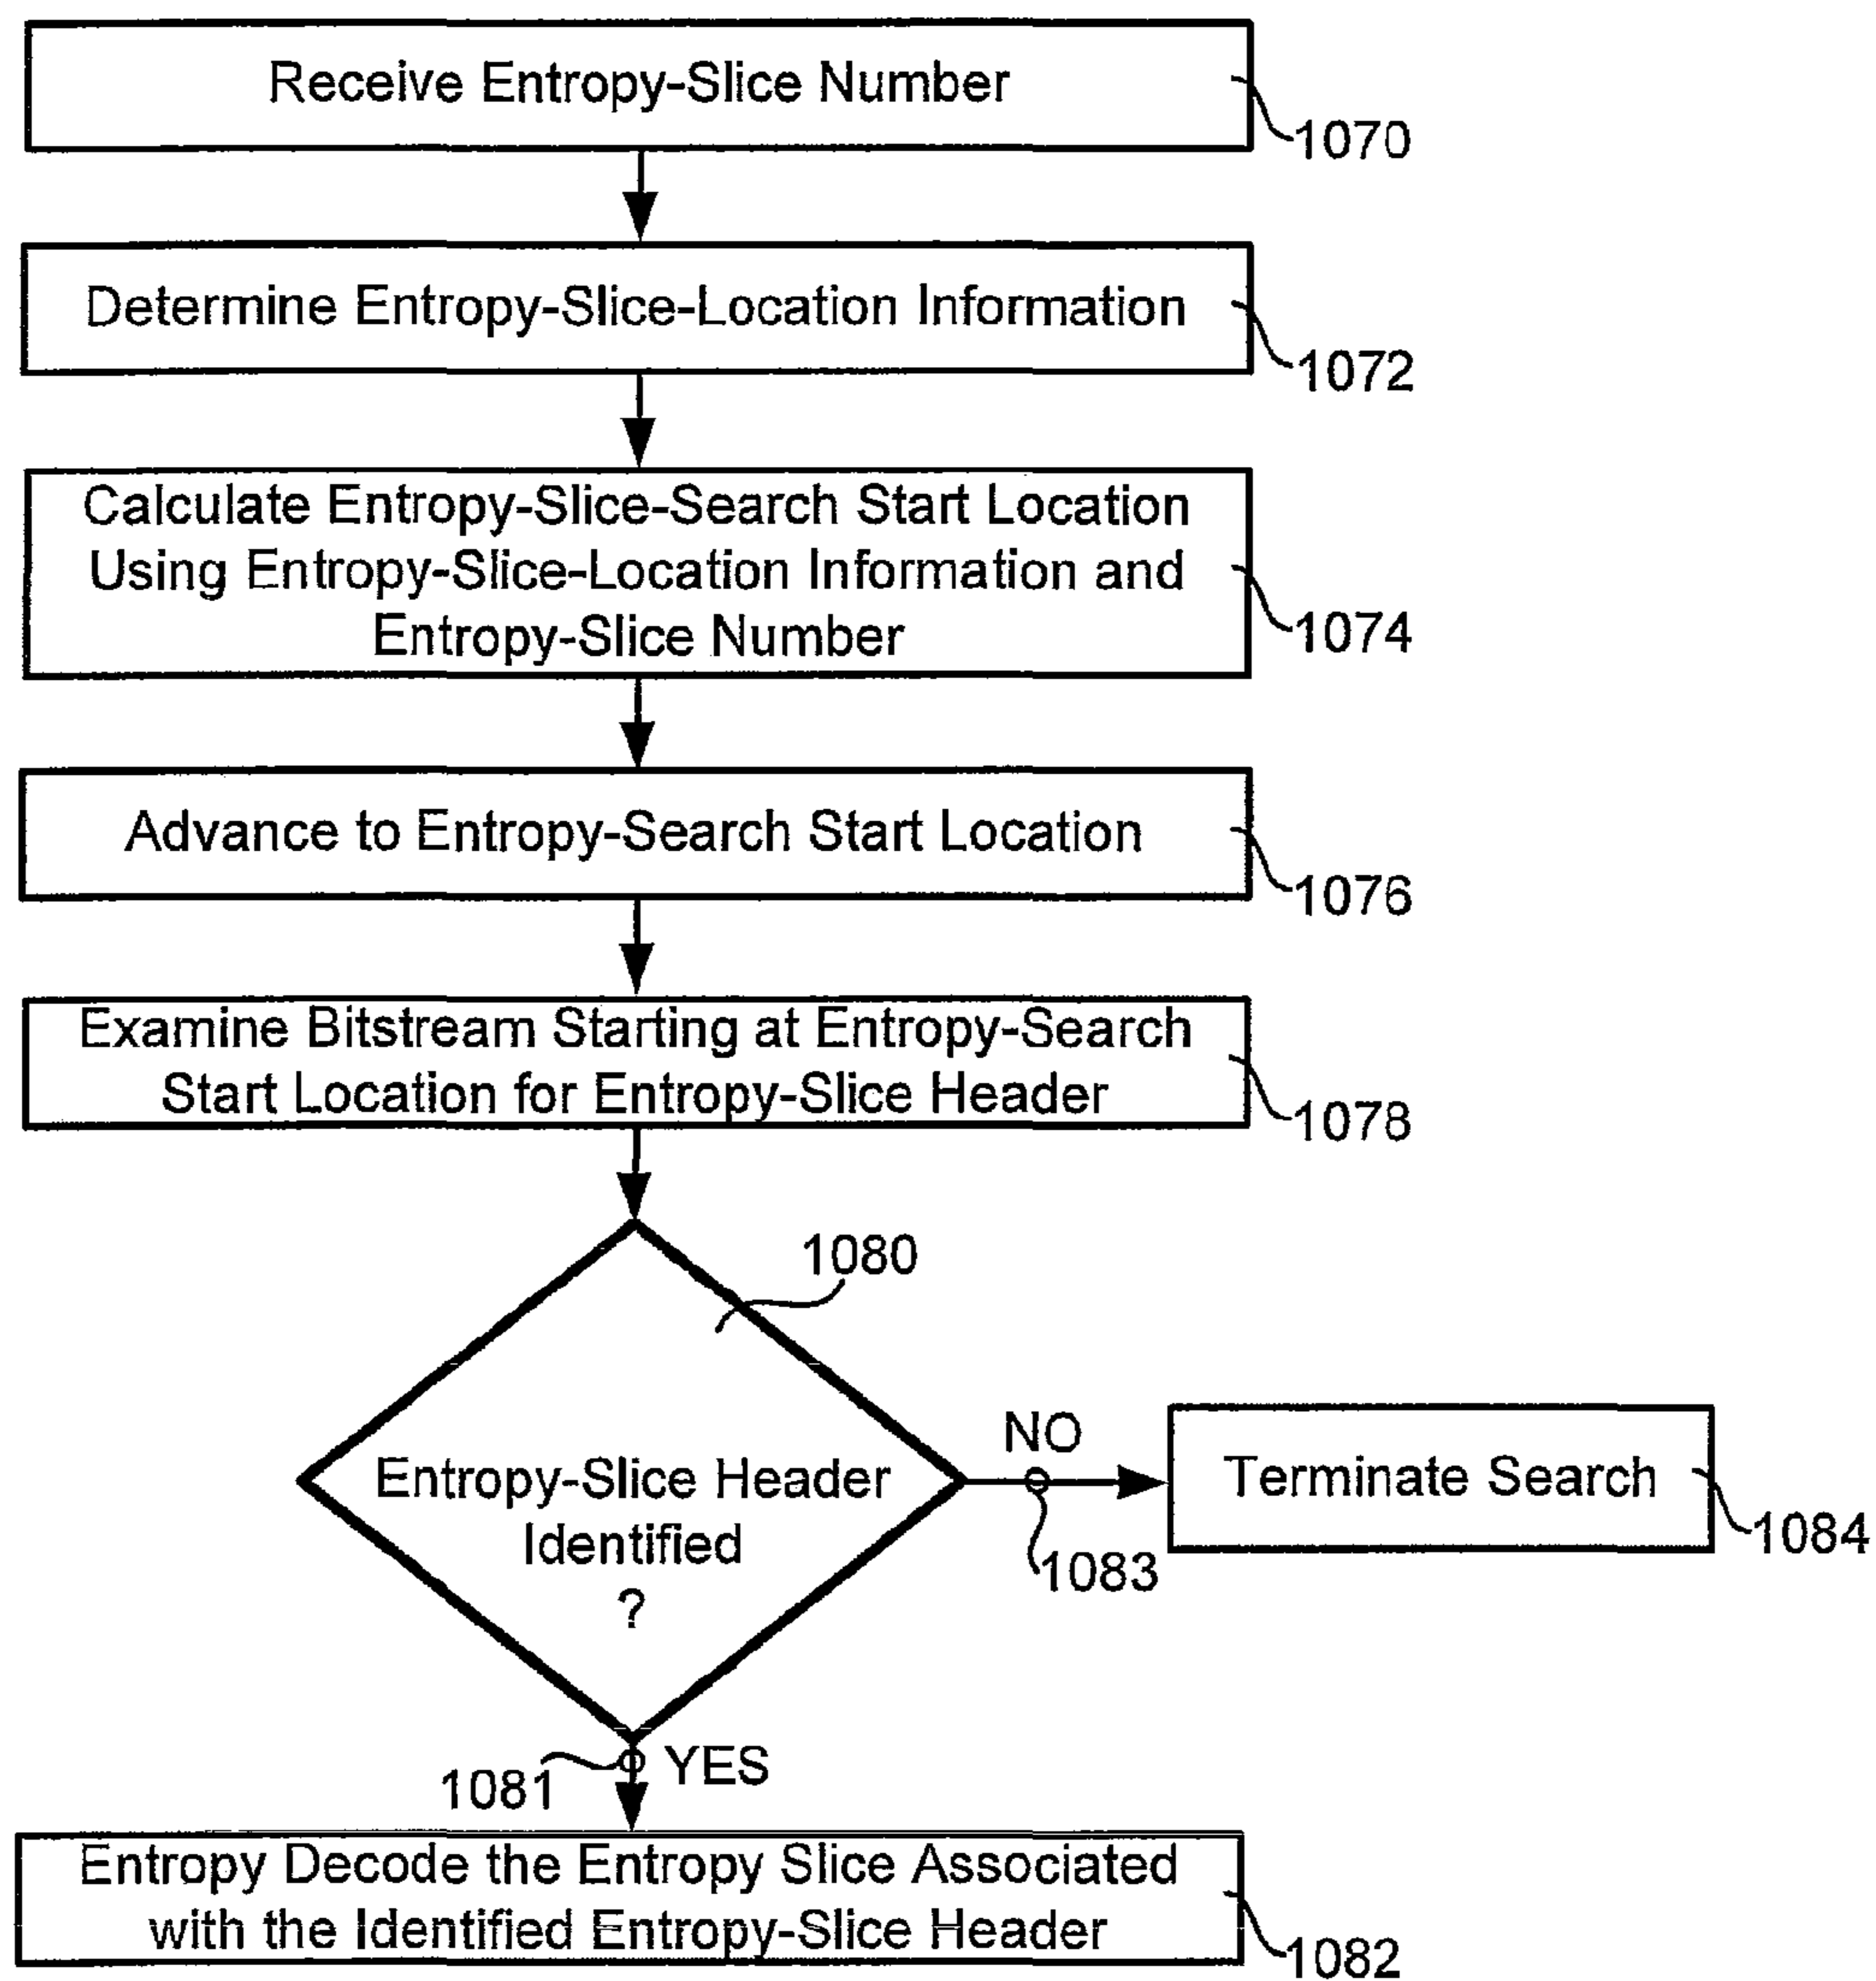 Receive Entropy-Slice Number
1070
Determine Entropy-Slice-Location Information
1072
Calculate Entropy-Slice-Search Start Location
Using Entropy-Slice-Location Information and
Entropy-Slice Number
1074
Advance to Entropy-Search Start Location
1076
Examine Bitstream Starting at Entropy-Search
Start Location for Entropy-Slice Header
1078
1080
Entropy-Slice Header
Identified
?
NO
1083
Terminate Search
1084
YES
1081
Entropy Decode the Entropy Slice Associated
with the Identified Entropy-Slice Header
1082